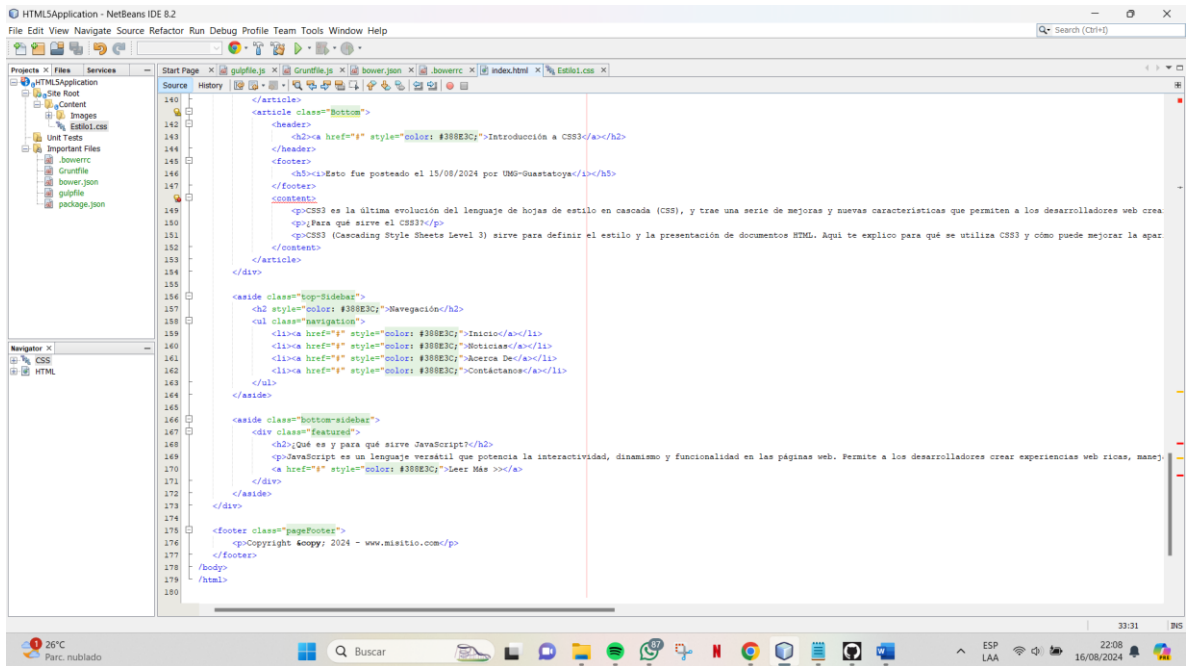 HTML5Application - NetBeans IDE 8.2
File Edit View Navigate Source Refactor Run Debug Profile Team Tools Window Help
Search (Ctrl+I)
Projects Files Services
Start Page gulpfile.js Gruntfile.js bower.json .bowerrc index.html Estilo1.css
Source History
HTML5Application
Site Root
Content
Images
Estilo1.css
Unit Tests
Important Files
.bowerrc
Gruntfile
bower.json
gulpfile
package.json
Navigator
CSS
HTML
140 </article>
<article class="Bottom">
142 <header>
143 <h2><a href="#" style="color: #388E3C;">Introducción a CSS3</a></h2>
144 </header>
145 <footer>
146 <h5><i>Esto fue posteado el 15/08/2024 por UMG-Guastatoya</i></h5>
147 </footer>
<content>
149 <p>CSS3 es la última evolución del lenguaje de hojas de estilo en cascada (CSS), y trae una serie de mejoras y nuevas características que permiten a los desarrolladores web crea
150 <p>¿Para qué sirve el CSS3?</p>
151 <p>CSS3 (Cascading Style Sheets Level 3) sirve para definir el estilo y la presentación de documentos HTML. Aquí te explico para qué se utiliza CSS3 y cómo puede mejorar la apar
152 </content>
153 </article>
154 </div>
155
156 <aside class="top-Sidebar">
157 <h2 style="color: #388E3C;">Navegación</h2>
158 <ul class="navigation">
159 <li><a href="#" style="color: #388E3C;">Inicio</a></li>
160 <li><a href="#" style="color: #388E3C;">Noticias</a></li>
161 <li><a href="#" style="color: #388E3C;">Acerca De</a></li>
162 <li><a href="#" style="color: #388E3C;">Contáctanos</a></li>
163 </ul>
164 </aside>
165
166 <aside class="bottom-sidebar">
167 <div class="featured">
168 <h2>¿Qué es y para qué sirve JavaScript?</h2>
169 <p>JavaScript es un lenguaje versátil que potencia la interactividad, dinamismo y funcionalidad en las páginas web. Permite a los desarrolladores crear experiencias web ricas, manej
170 <a href="#" style="color: #388E3C;">Leer Más >></a>
171 </div>
172 </aside>
173 </div>
174
175 <footer class="pageFooter">
176 <p>Copyright &copy; 2024 - www.misitio.com</p>
177 </footer>
178 </body>
179 </html>
180
33:31 INS
1
26°C
Parc. nublado
Buscar
87
N
ESP
LAA
22:08
16/08/2024
PRE